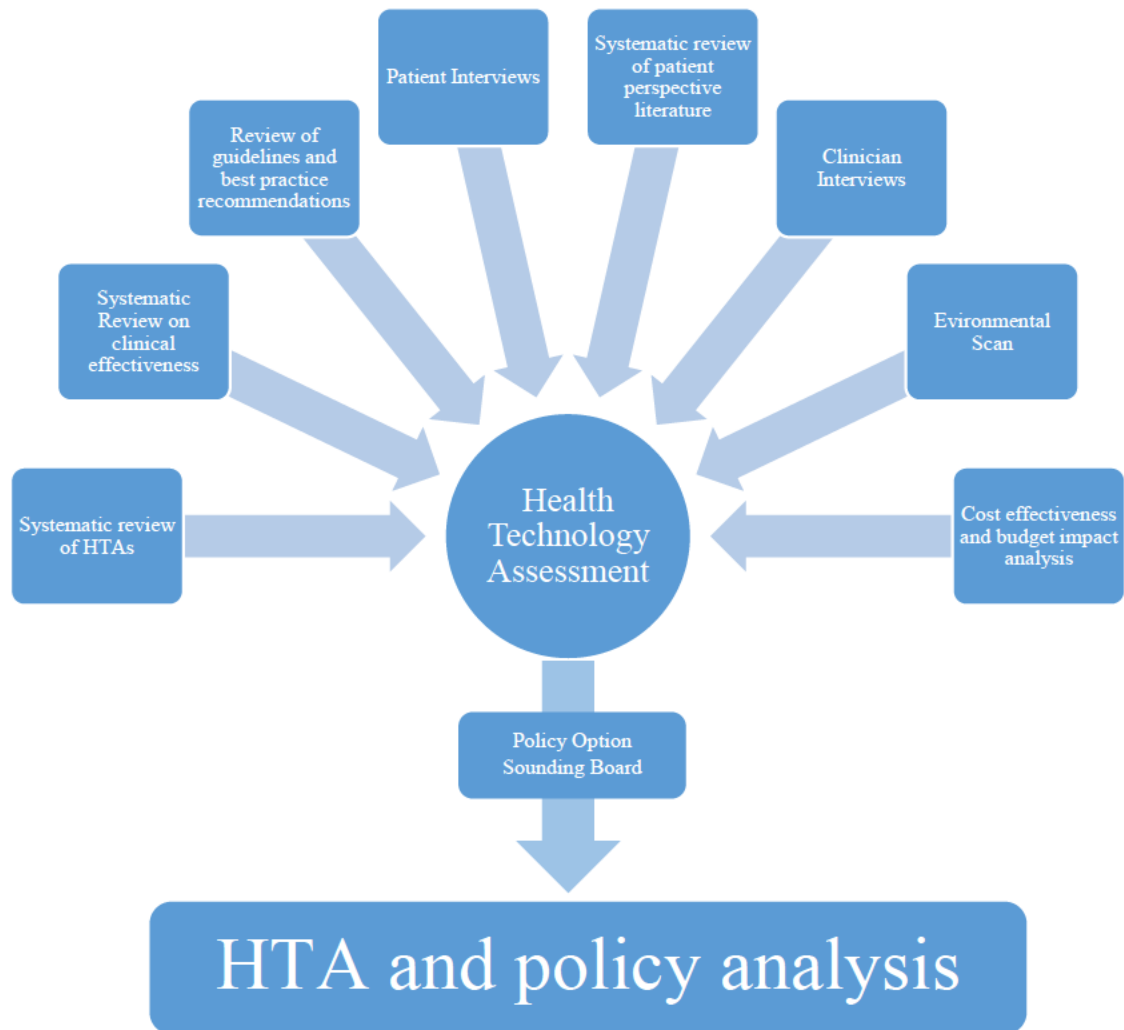 Patient Interviews
Systematic review
of patient
perspective
literature
Review of
guidelines and
best practice
recommendations
Clinician
Interviews
Systematic
Review on
clinical
effectiveness
Evironmental
Scan
Systematic review
of HTAs
Health
Technology
Assessment
Cost effectiveness
and budget impact
analysis
Policy Option
Sounding Board
HTA and policy analysis